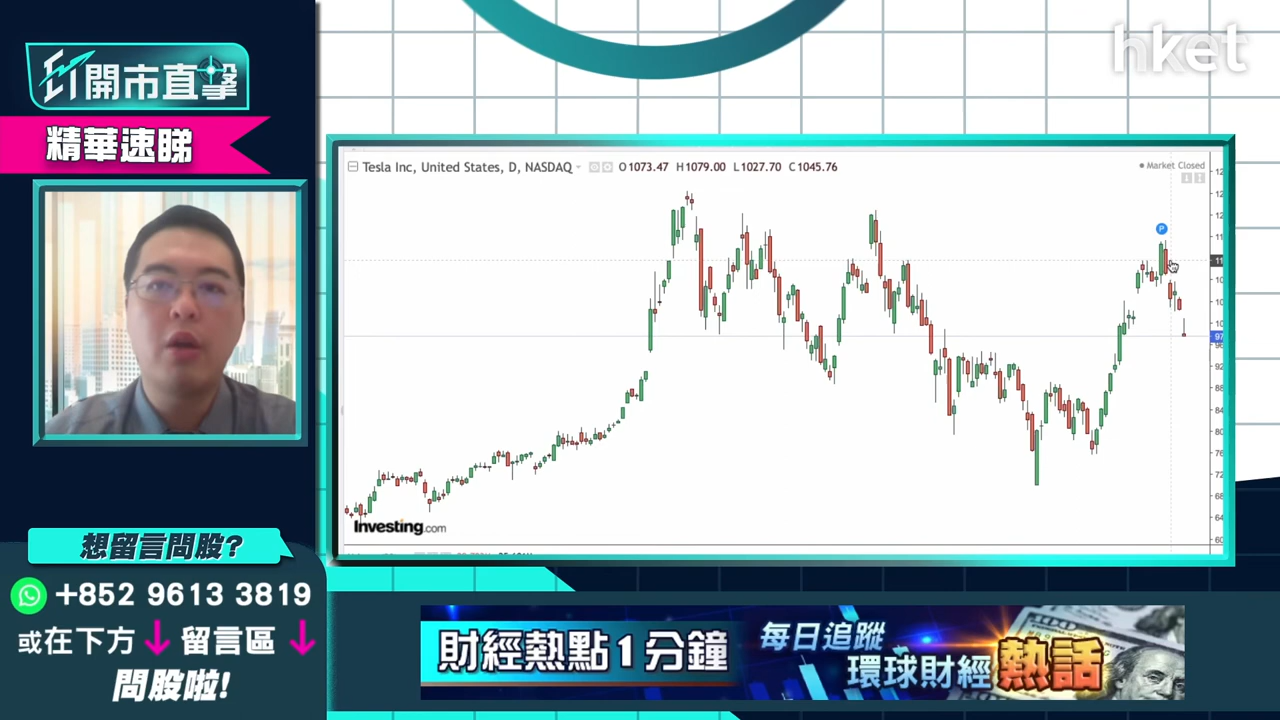 hket
ET開市直擊
精華速睇
Tesla Inc, United States, D, NASDAQ O1073.47 H1079.00 L1027.70 C1045.76
Market Closed
P
Investing.com
想留言問股?
+852 9613 3819
或在下方↓留言區↓
問股啦!
財經熱點1分鐘
每日追蹤
環球財經熱話